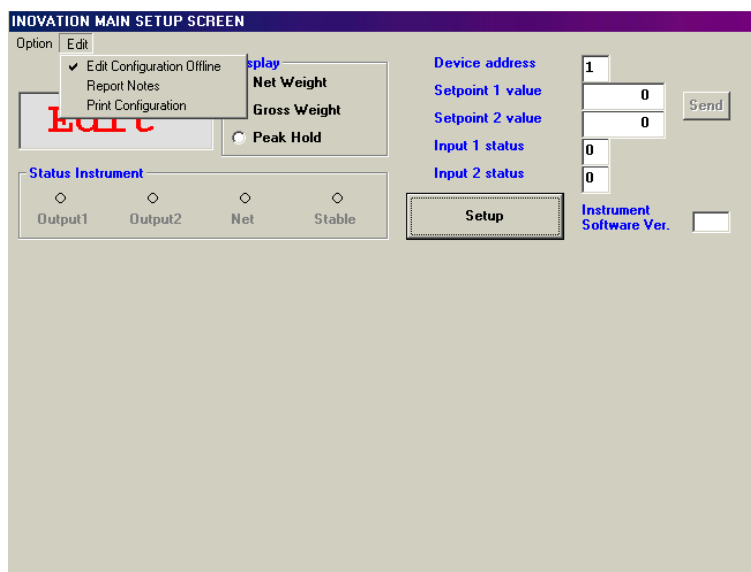 INOVATION MAIN SETUP SCREEN
Option Edit
Edit Configuration Offline
Report Notes
Print Configuration
Edit
splay
Net Weight
Gross Weight
Peak Hold
Device address 1
Setpoint 1 value 0
Setpoint 2 value 0
Send
Input 1 status 0
Input 2 status 0
Status Instrument
Output1 Output2 Net Stable
Setup
Instrument
Software Ver.